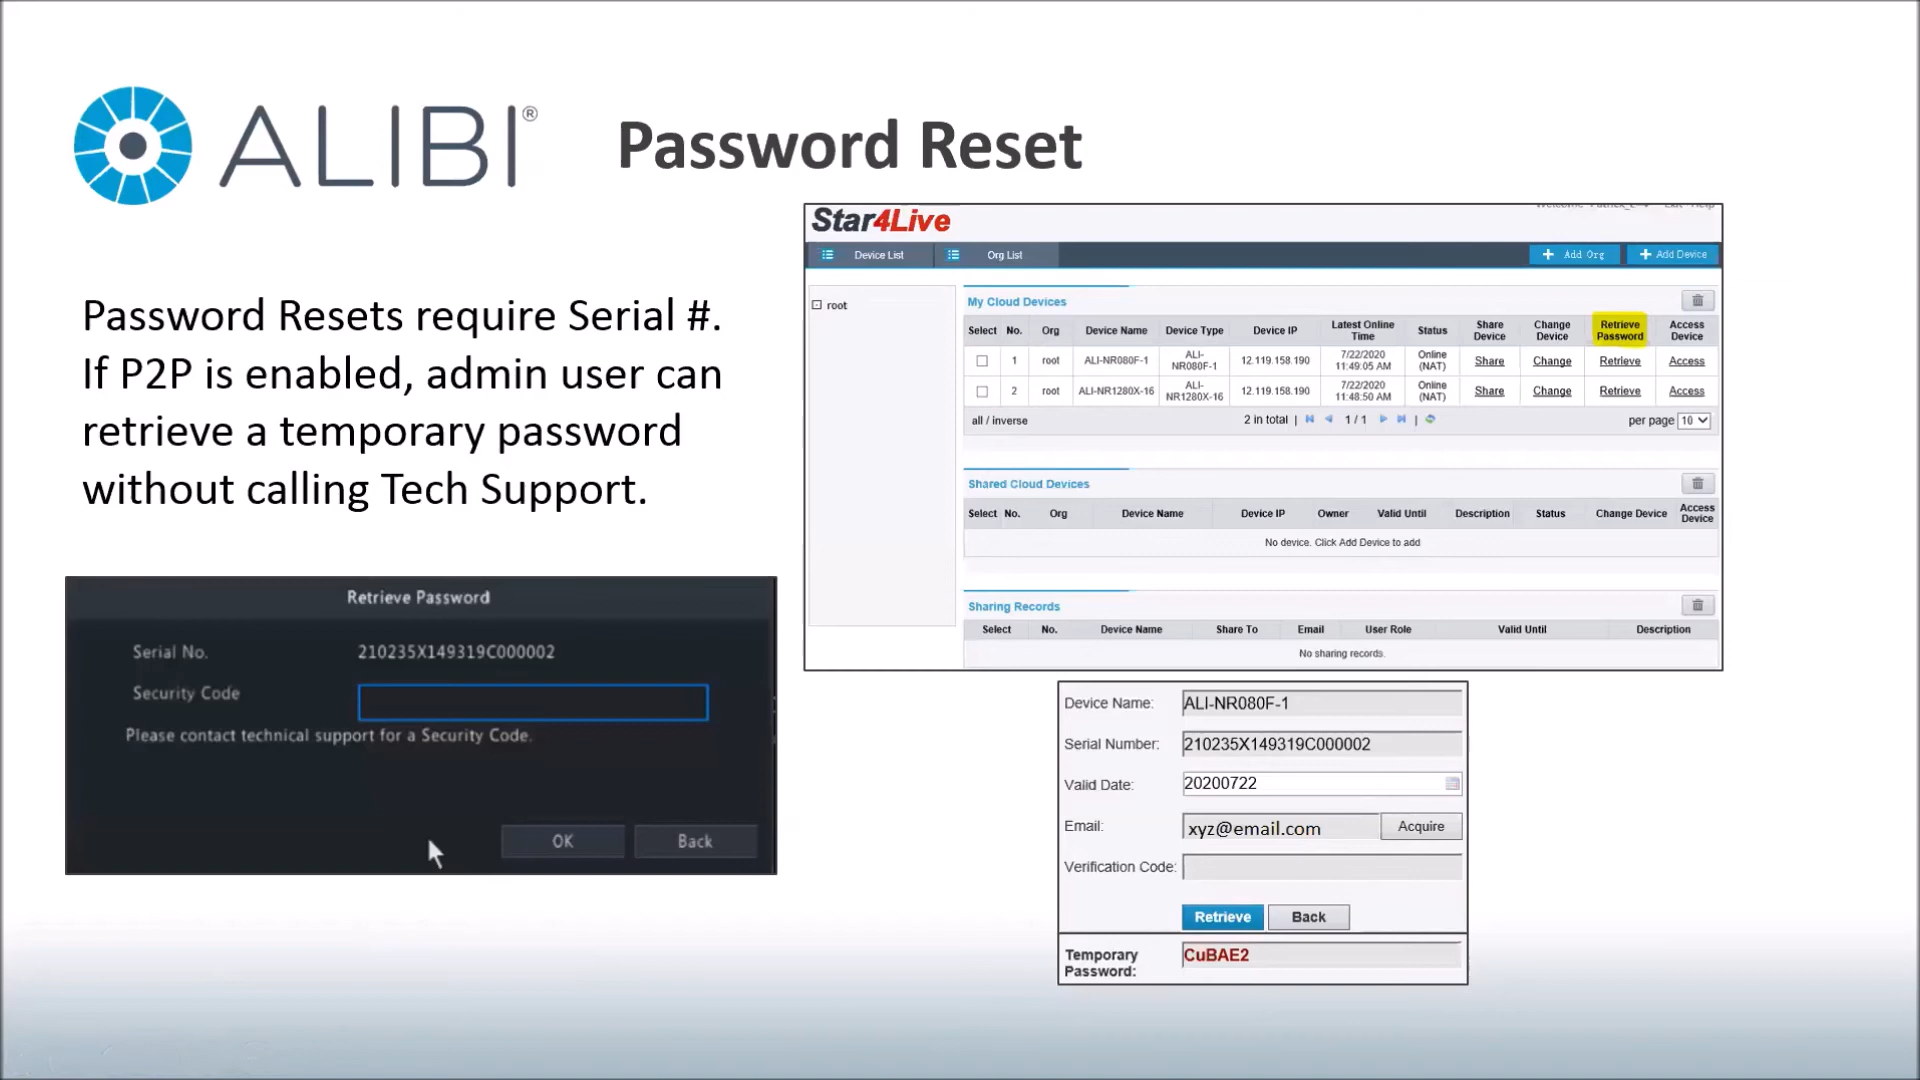 ALIBI®
Password Reset
Password Resets require Serial #.
If P2P is enabled, admin user can
retrieve a temporary password
without calling Tech Support.
Retrieve Password
Serial No. 210235X149319C000002
Security Code
Please contact technical support for a Security Code.
OK Back
Star4Live
Device List Org List Add Org Add Device
root
My Cloud Devices
Select No. Org Device Name Device Type Device IP Latest Online Time Status Share Device Change Device Retrieve Password Access Device
1 root ALI-NR080F-1 ALI-NR080F-1 12.119.158.190 7/22/2020 11:49:05 AM Online (NAT) Share Change Retrieve Access
2 root ALI-NR1280X-16 ALI-NR1280X-16 12.119.158.190 7/22/2020 11:48:50 AM Online (NAT) Share Change Retrieve Access
all / inverse 2 in total | 1 / 1 | per page 10
Shared Cloud Devices
Select No. Org Device Name Device IP Owner Valid Until Description Status Change Device Access Device
No device. Click Add Device to add
Sharing Records
Select No. Device Name Share To Email User Role Valid Until Description
No sharing records.
Device Name: ALI-NR080F-1
Serial Number: 210235X149319C000002
Valid Date: 20200722
Email: xyz@email.com Acquire
Verification Code:
Retrieve Back
Temporary Password: CuBAE2